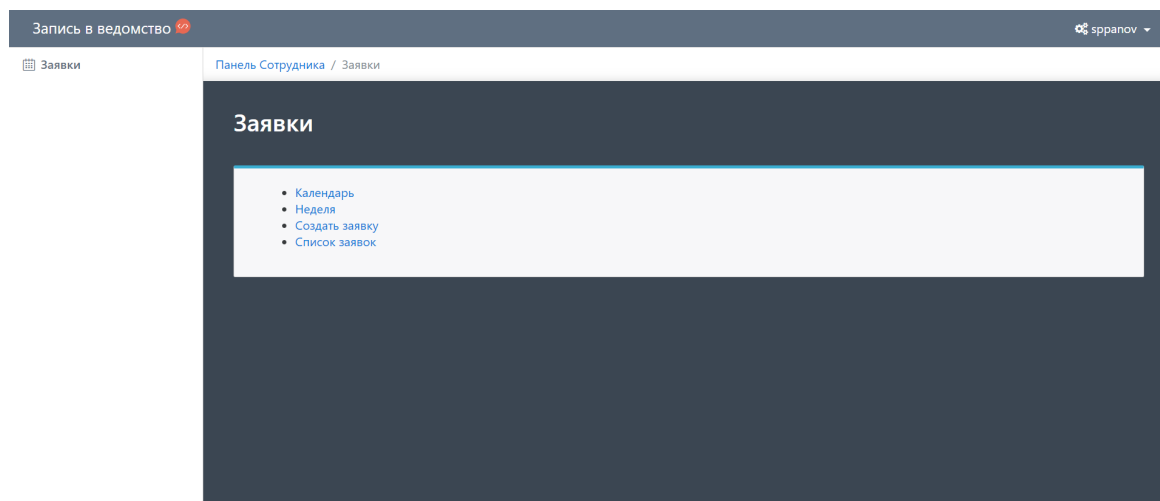 Запись в ведомство
sppanov
Заявки
Панель Сотрудника / Заявки
Заявки
Календарь
Неделя
Создать заявку
Список заявок